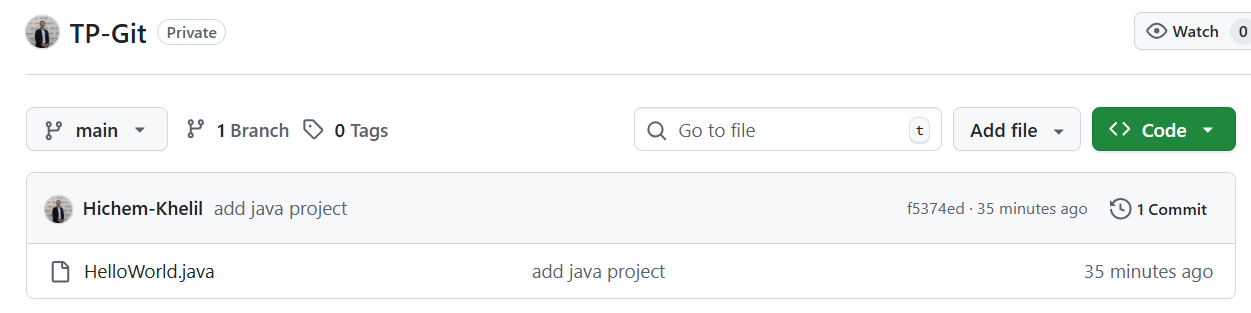 TP-Git Private Watch 0
main 1 Branch 0 Tags Go to file t Add file Code
Hichem-Khelil add java project f5374ed · 35 minutes ago 1 Commit
HelloWorld.java add java project 35 minutes ago